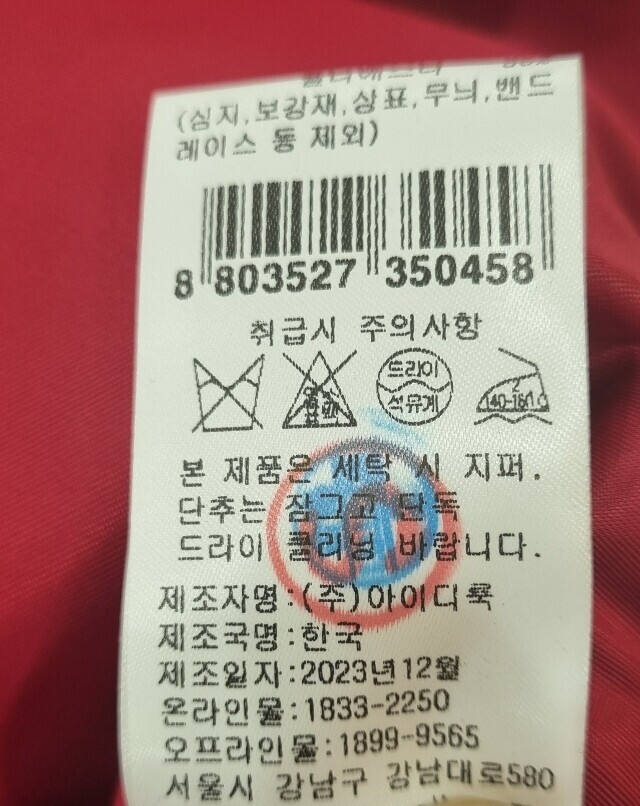 (심지,보강재,상표,무늬,밴드
레이스 등 제외)
8 803527 350458
취급시 주의사항
드라이
석유계
2
140-160°C
본 제품은 세탁 시 지퍼.
단추는 잠그고 단독
드라이 클리닝 바랍니다.
제조자명:(주)아이디룩
제조국명:한국
제조일자:2023년12월
온라인몰:1833-2250
오프라인몰:1899-9565
서울시 강남구 강남대로580